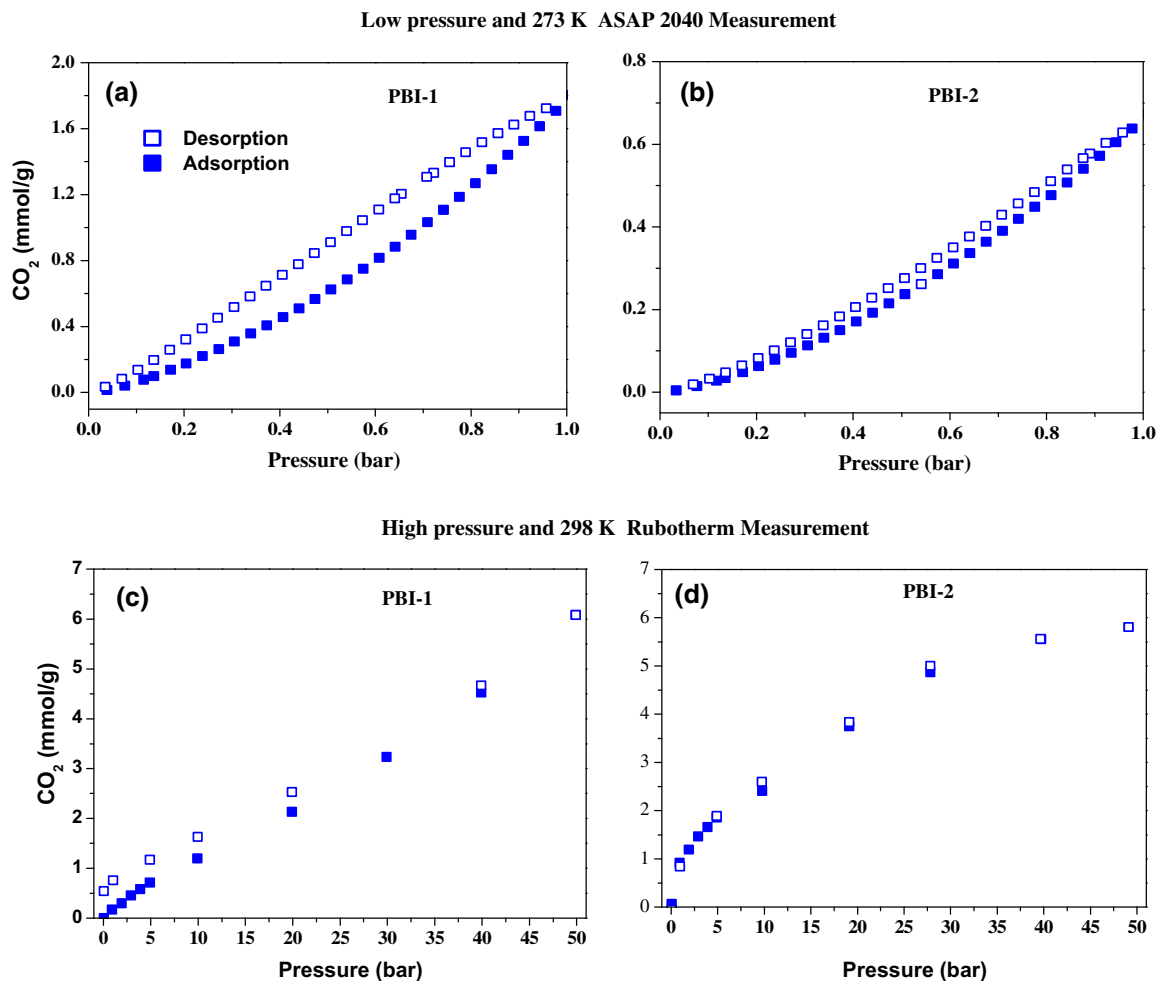 Low pressure and 273 K ASAP 2040 Measurement
(a)
PBI-1
Desorption
Adsorption
CO2 (mmol/g)
2.0
1.6
1.2
0.8
0.4
0.0
0.0 0.2 0.4 0.6 0.8 1.0
Pressure (bar)
(b)
PBI-2
0.8
0.6
0.4
0.2
0.0
0.0 0.2 0.4 0.6 0.8 1.0
Pressure (bar)
High pressure and 298 K Rubotherm Measurement
(c)
PBI-1
CO2 (mmol/g)
7
6
5
4
3
2
1
0
0 5 10 20 30 40 50
Pressure (bar)
(d)
PBI-2
7
6
5
4
3
2
1
0
0 5 10 15 20 25 30 35 40 45 50
Pressure (bar)